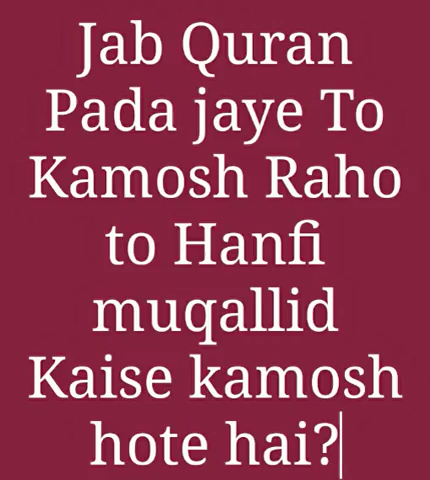 Jab Quran
Pada jaye To
Kamosh Raho
to Hanfi
muqallid
Kaise kamosh
hote hai?